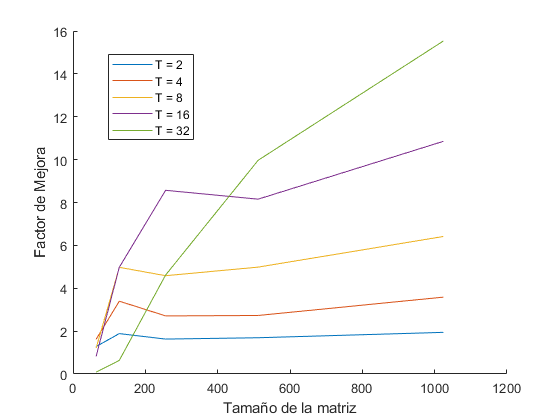 16
14
12
10
8
6
4
2
0
Factor de Mejora
T = 2
T = 4
T = 8
T = 16
T = 32
0 200 400 600 800 1000 1200
Tamaño de la matriz